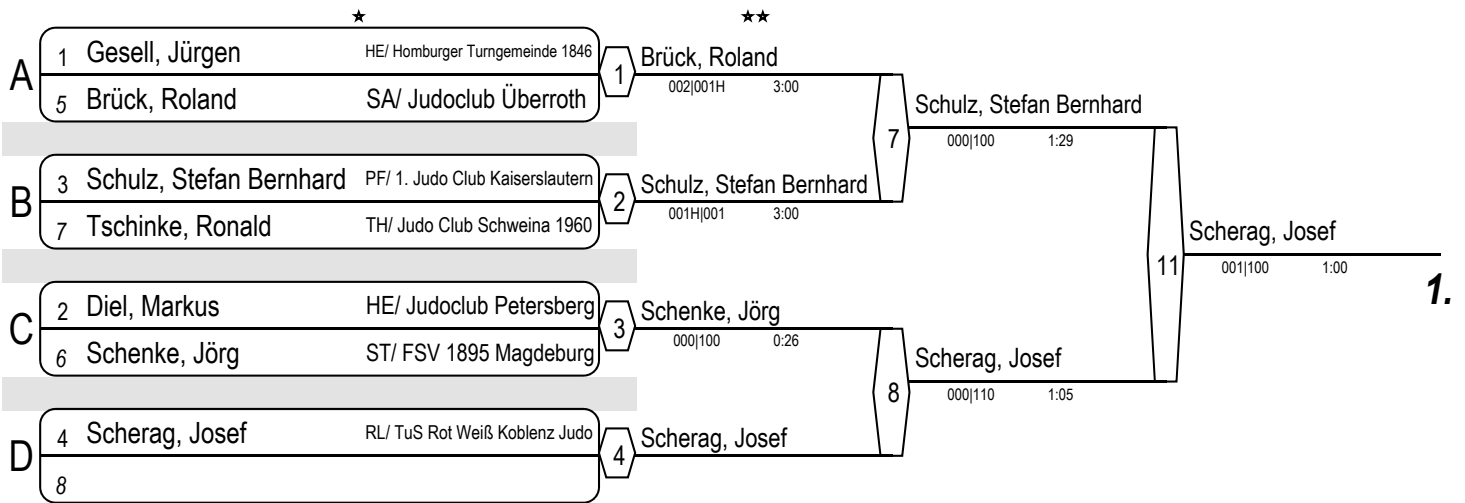 A
1 Gesell, Jürgen HE/ Homburger Turngemeinde 1846
5 Brück, Roland SA/ Judoclub Überroth
1
Brück, Roland
002|001H 3:00
B
3 Schulz, Stefan Bernhard PF/ 1. Judo Club Kaiserslautern
7 Tschinke, Ronald TH/ Judo Club Schweina 1960
2
Schulz, Stefan Bernhard
001H|001 3:00
7
Schulz, Stefan Bernhard
000|100 1:29
C
2 Diel, Markus HE/ Judoclub Petersberg
6 Schenke, Jörg ST/ FSV 1895 Magdeburg
3
Schenke, Jörg
000|100 0:26
D
4 Scherag, Josef RL/ TuS Rot Weiß Koblenz Judo
8
4
Scherag, Josef
8
Scherag, Josef
000|110 1:05
11
Scherag, Josef
001|100 1:00
1.